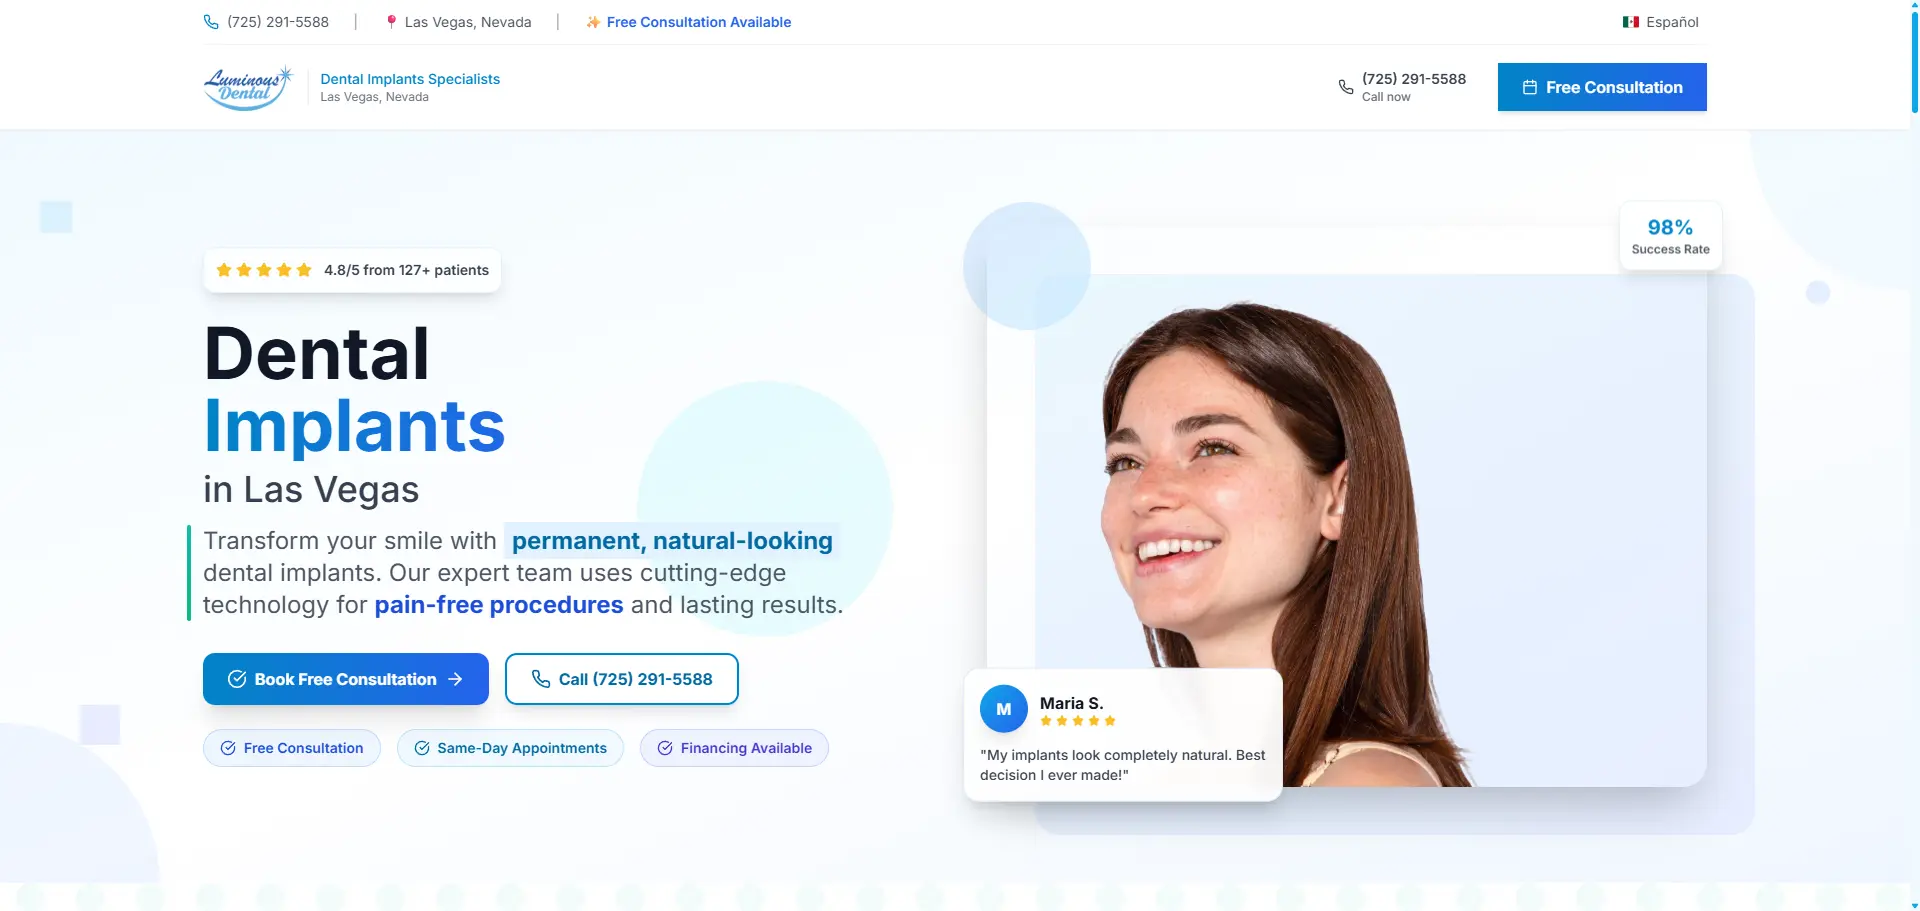 (725) 291-5588 | Las Vegas, Nevada | Free Consultation Available
Español
Luminous
Dental
Dental Implants Specialists
Las Vegas, Nevada
(725) 291-5588
Call now
Free Consultation
98%
Success Rate
4.8/5 from 127+ patients
Dental
Implants
in Las Vegas
Transform your smile with permanent, natural-looking
dental implants. Our expert team uses cutting-edge
technology for pain-free procedures and lasting results.
Book Free Consultation
Call (725) 291-5588
Free Consultation
Same-Day Appointments
Financing Available
M
Maria S.
"My implants look completely natural. Best
decision I ever made!"